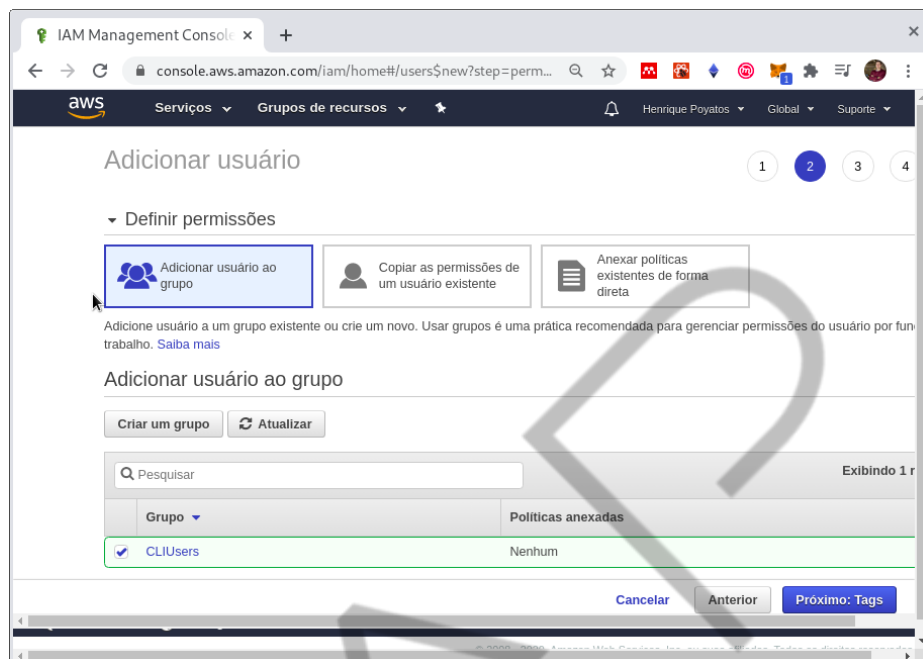 IAM Management Console
console.aws.amazon.com/iam/home#/users$new?step=perm...
aws Serviços Grupos de recursos Henrique Poyatos Global Suporte
Adicionar usuário
1 2 3 4
Definir permissões
Adicionar usuário ao
grupo
Copiar as permissões de
um usuário existente
Anexar políticas
existentes de forma
direta
Adicione usuário a um grupo existente ou crie um novo. Usar grupos é uma prática recomendada para gerenciar permissões do usuário por fun
trabalho. Saiba mais
Adicionar usuário ao grupo
Criar um grupo Atualizar
Pesquisar Exibindo 1 r
Grupo Políticas anexadas
CLIUsers Nenhum
Cancelar Anterior Próximo: Tags